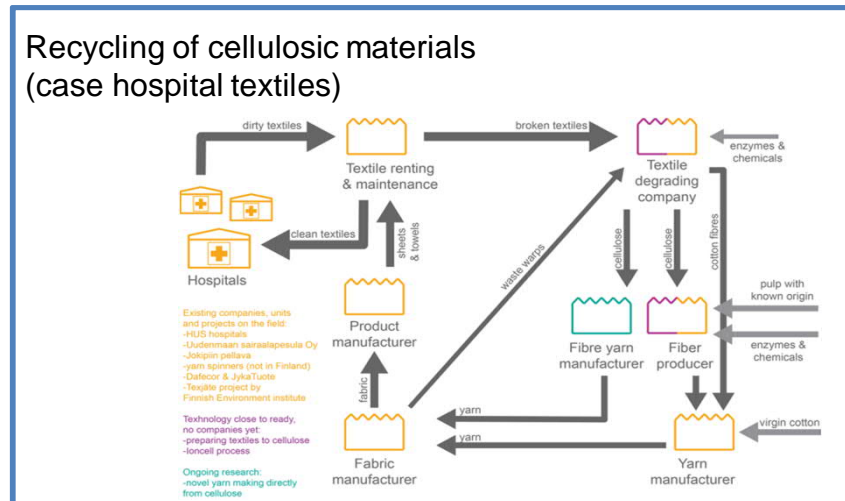 Recycling of cellulosic materials
(case hospital textiles)
dirty textiles
broken textiles
enzymes &
chemicals
Textile renting
& maintenance
Textile
degrading
company
clean textiles
sheets
& towels
Hospitals
waste warps
cellulose
cellulose
cotton fibres
pulp with
known origin
Existing companies, units
and projects on the field:
-HUS hospitals
-Uudenmaan sairaalapesula Oy
-Jokipiin pellava
-yarn spinners (not in Finland)
-Dafecor & JykaTuote
-Texjäte project by
Finnish Environment institute
Product
manufacturer
Fibre yarn
manufacturer
Fiber
producer
enzymes &
chemicals
fabric
Texhnology close to ready,
no companies yet:
-preparing textiles to cellulose
-Ioncell process
yarn
virgin cotton
yarn
Ongoing research:
-novel yarn making directly
from cellulose
Fabric
manufacturer
Yarn
manufacturer